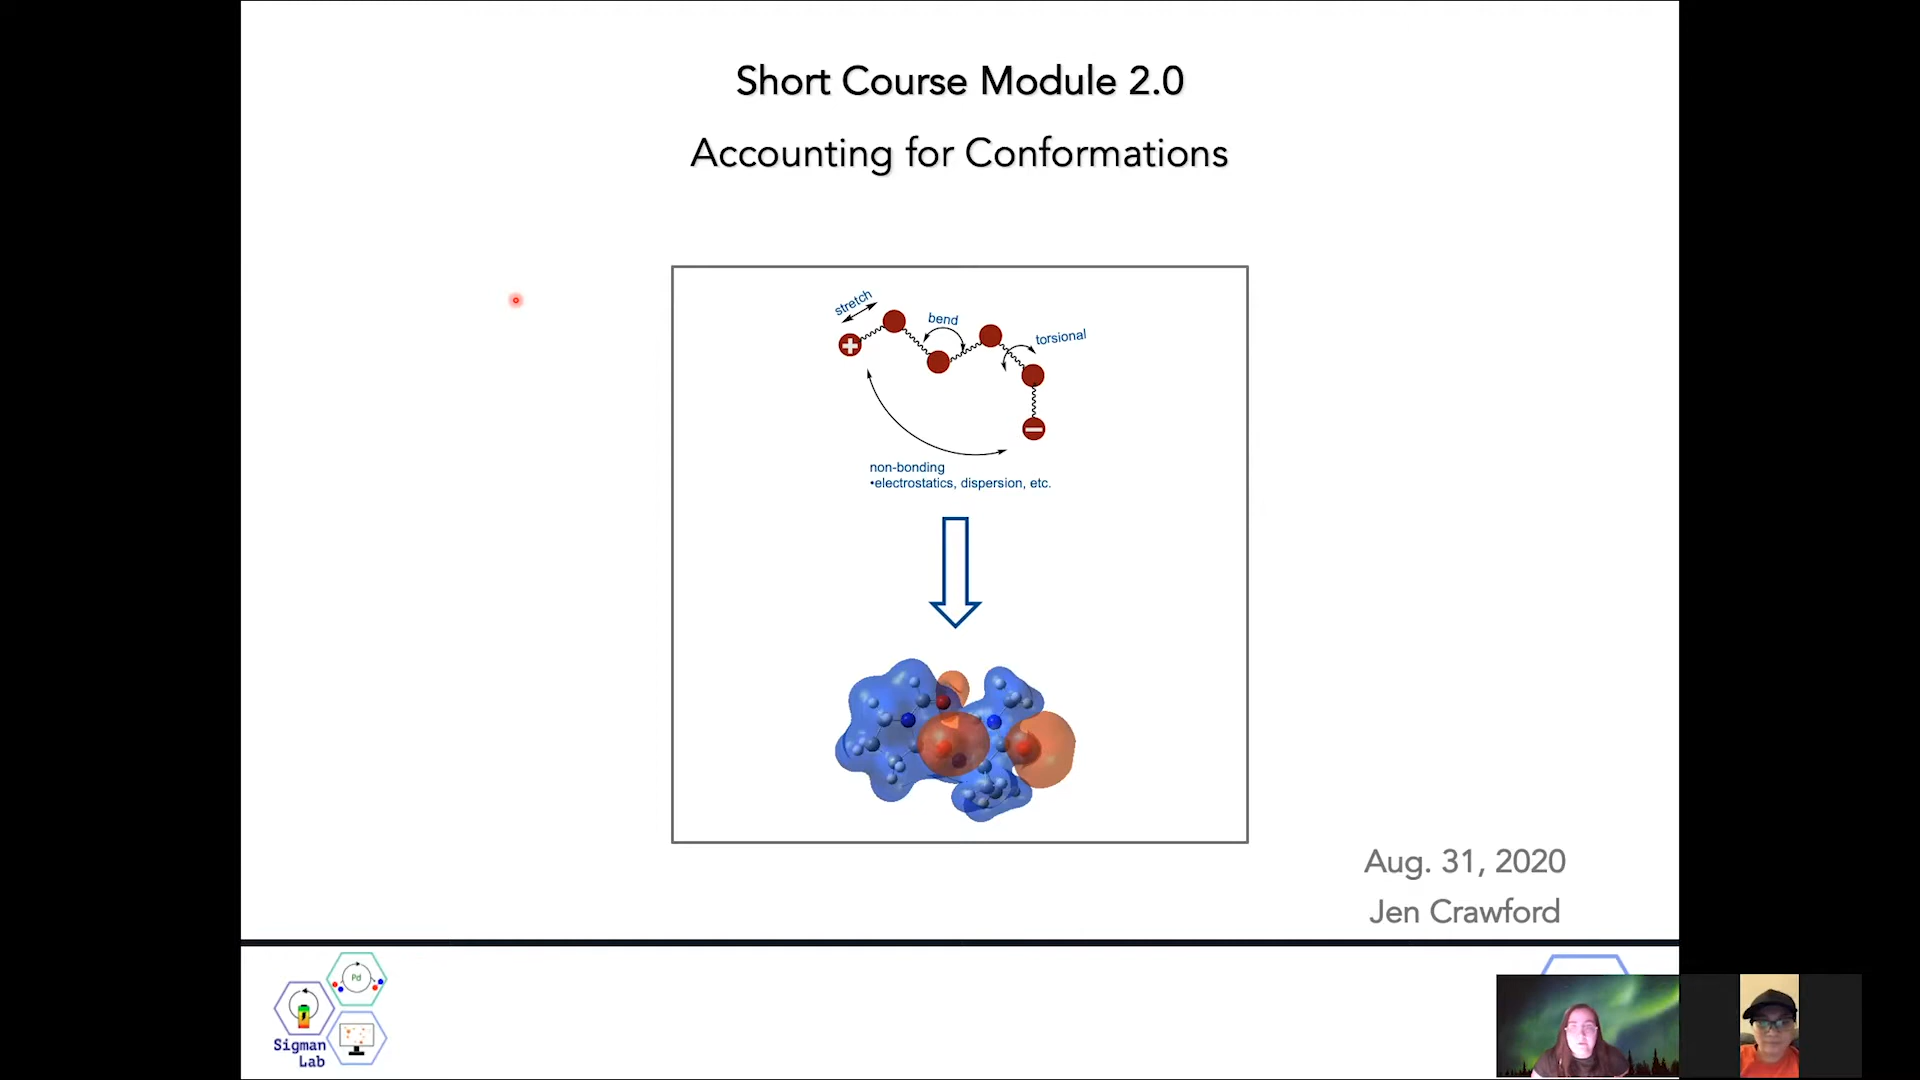 Short Course Module 2.0
Accounting for Conformations
stretch
bend
torsional
non-bonding
•electrostatics, dispersion, etc.
Aug. 31, 2020
Jen Crawford
Pd
Sigman
Lab